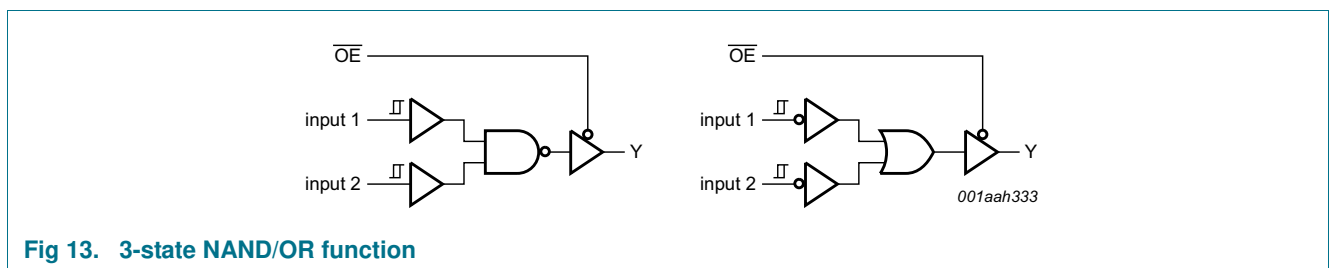 OE
input 1
input 2
Y
OE
input 1
input 2
Y
001aah333
Fig 13. 3-state NAND/OR function